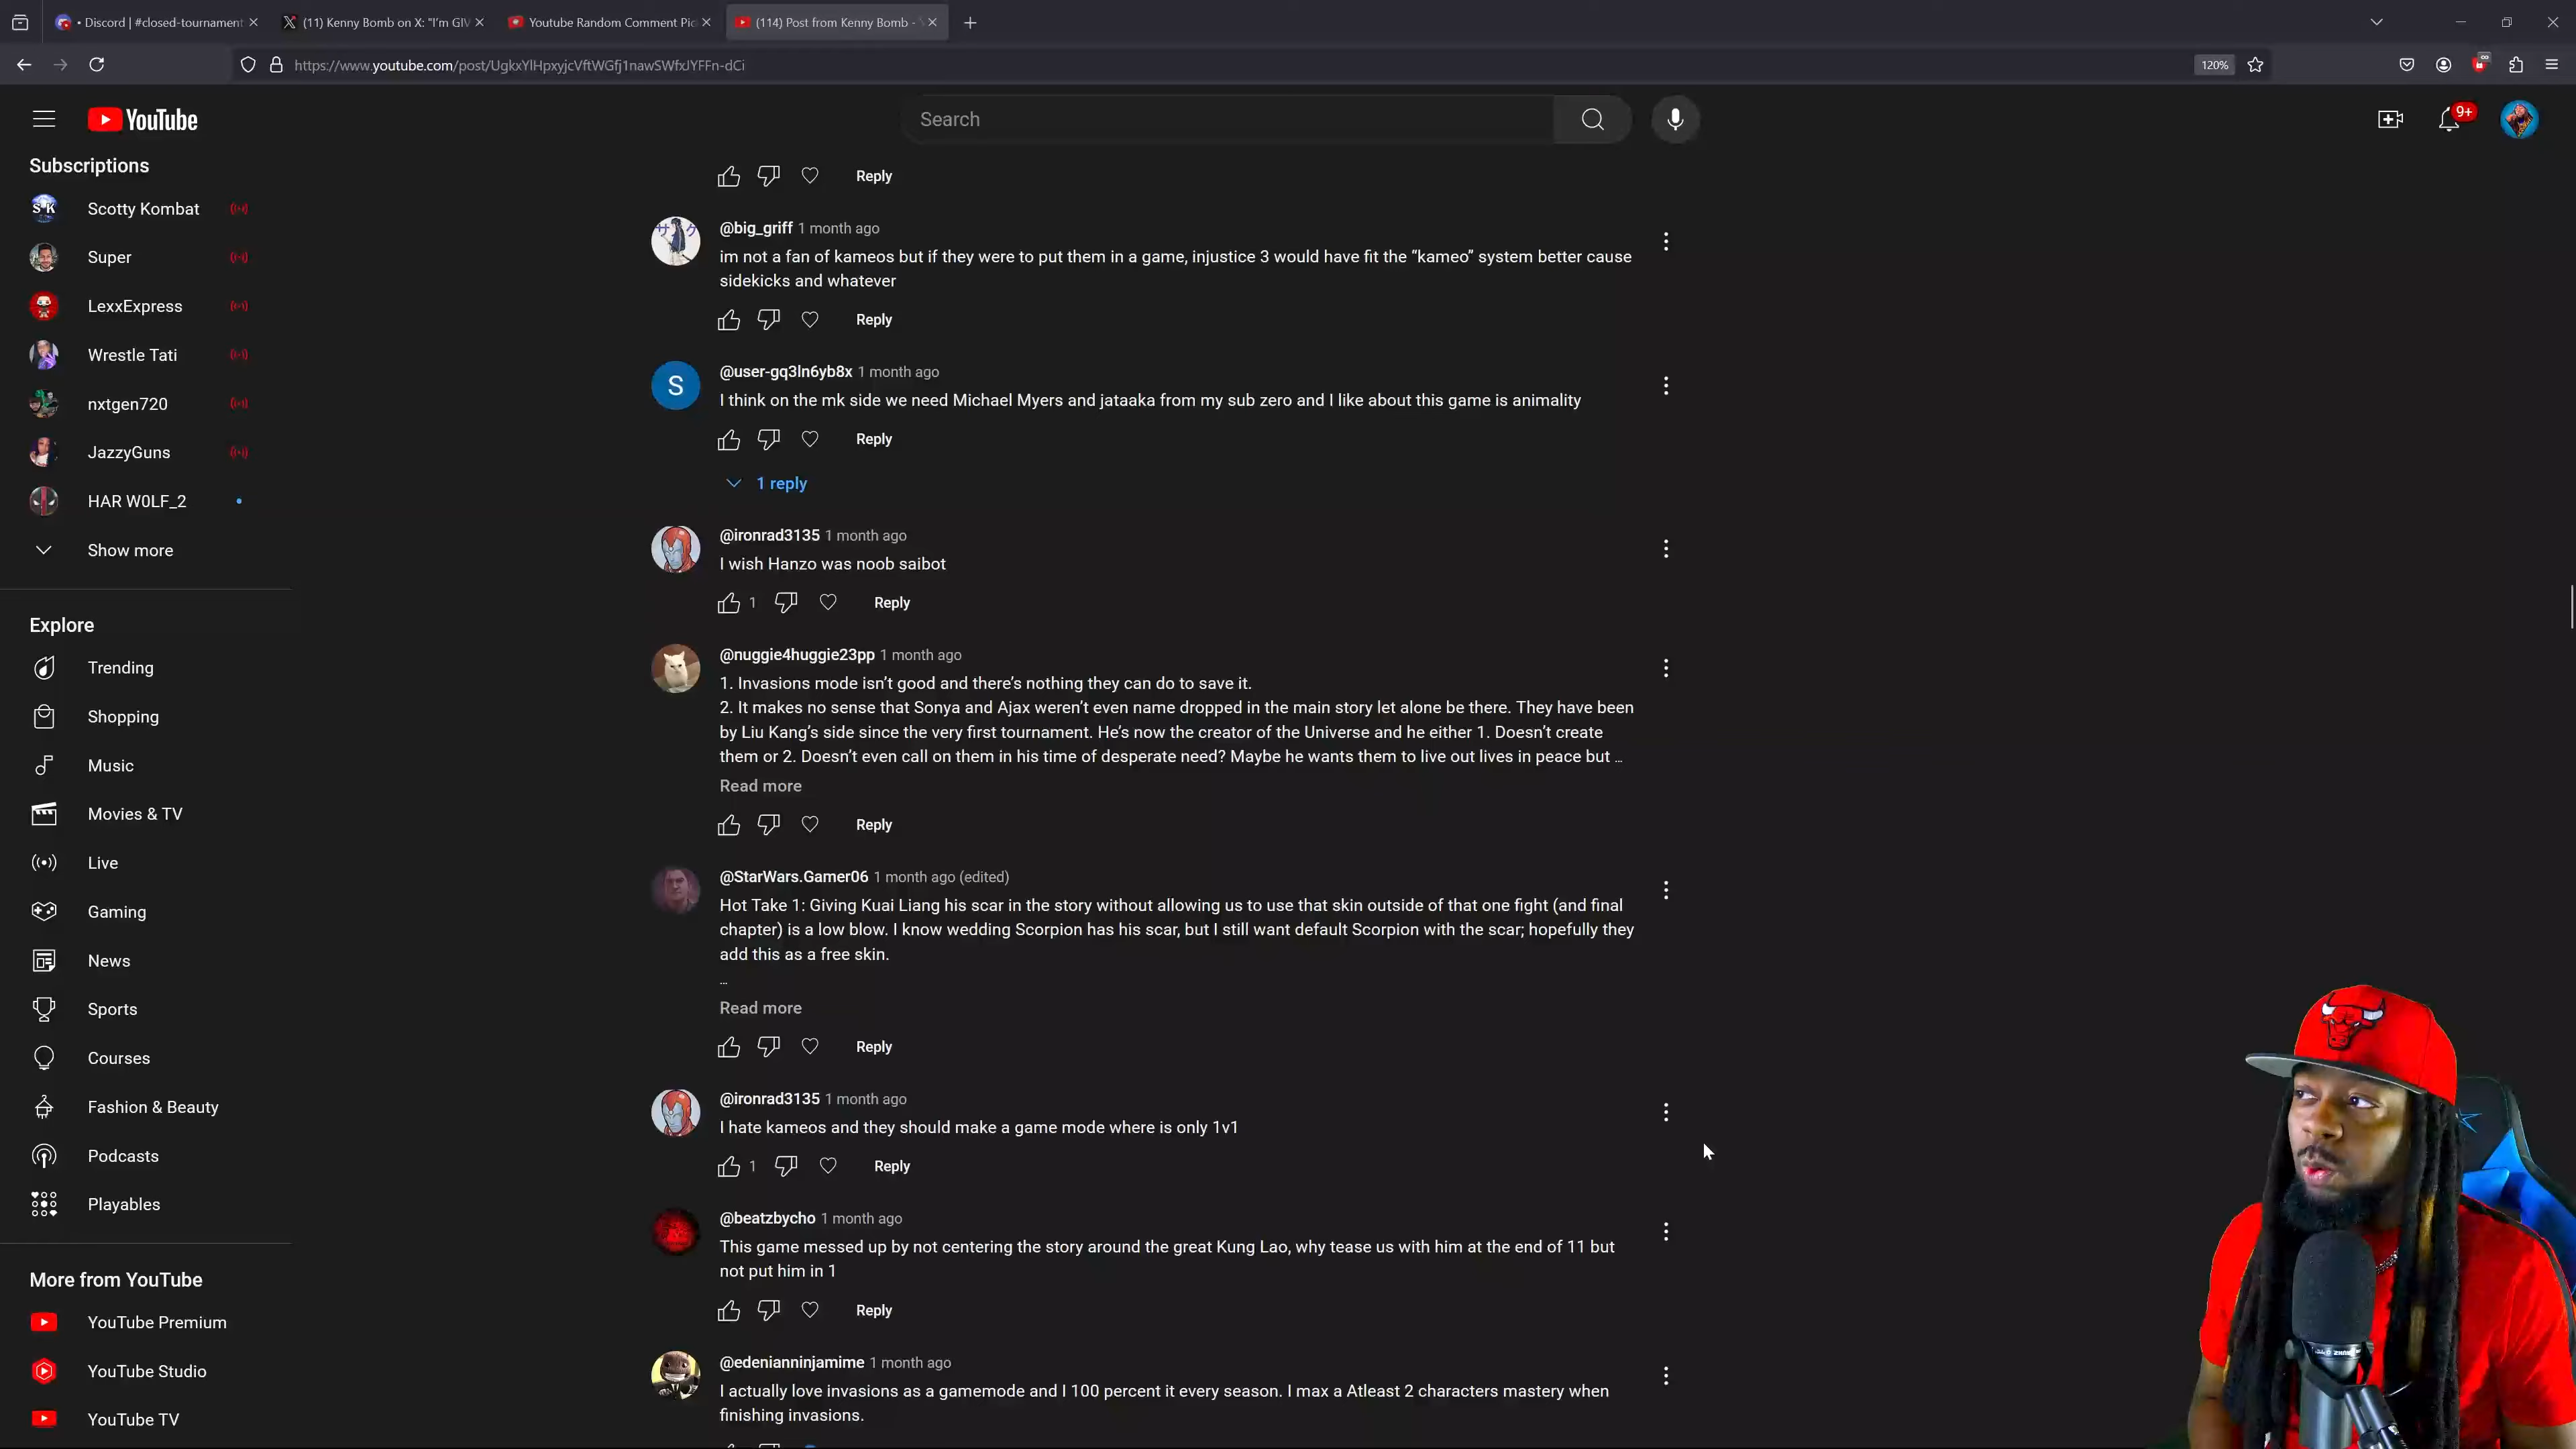 • Discord | #closed-tournament
(11) Kenny Bomb on X: "I'm GIV
Youtube Random Comment Pic
(114) Post from Kenny Bomb -
https://www.youtube.com/post/UgkxYlHpxyjcVftWGfj1nawSWfxJYFFn-dCi
120%
YouTube
Search
9+
Subscriptions
Scotty Kombat
Super
LexxExpress
Wrestle Tati
nxtgen720
JazzyGuns
HAR W0LF_2
Show more
Explore
Trending
Shopping
Music
Movies & TV
Live
Gaming
News
Sports
Courses
Fashion & Beauty
Podcasts
Playables
More from YouTube
YouTube Premium
YouTube Studio
YouTube TV
Reply
@big_griff 1 month ago
im not a fan of kameos but if they were to put them in a game, injustice 3 would have fit the “kameo” system better cause
sidekicks and whatever
Reply
S
@user-gq3ln6yb8x 1 month ago
I think on the mk side we need Michael Myers and jataaka from my sub zero and I like about this game is animality
Reply
1 reply
@ironrad3135 1 month ago
I wish Hanzo was noob saibot
1 Reply
@nuggie4huggie23pp 1 month ago
1. Invasions mode isn’t good and there’s nothing they can do to save it.
2. It makes no sense that Sonya and Ajax weren’t even name dropped in the main story let alone be there. They have been
by Liu Kang’s side since the very first tournament. He’s now the creator of the Universe and he either 1. Doesn’t create
them or 2. Doesn’t even call on them in his time of desperate need? Maybe he wants them to live out lives in peace but ...
Read more
Reply
@StarWars.Gamer06 1 month ago (edited)
Hot Take 1: Giving Kuai Liang his scar in the story without allowing us to use that skin outside of that one fight (and final
chapter) is a low blow. I know wedding Scorpion has his scar, but I still want default Scorpion with the scar; hopefully they
add this as a free skin.
...
Read more
Reply
@ironrad3135 1 month ago
I hate kameos and they should make a game mode where is only 1v1
1 Reply
@beatzbycho 1 month ago
This game messed up by not centering the story around the great Kung Lao, why tease us with him at the end of 11 but
not put him in 1
Reply
@edenianninjamime 1 month ago
I actually love invasions as a gamemode and I 100 percent it every season. I max a Atleast 2 characters mastery when
finishing invasions.